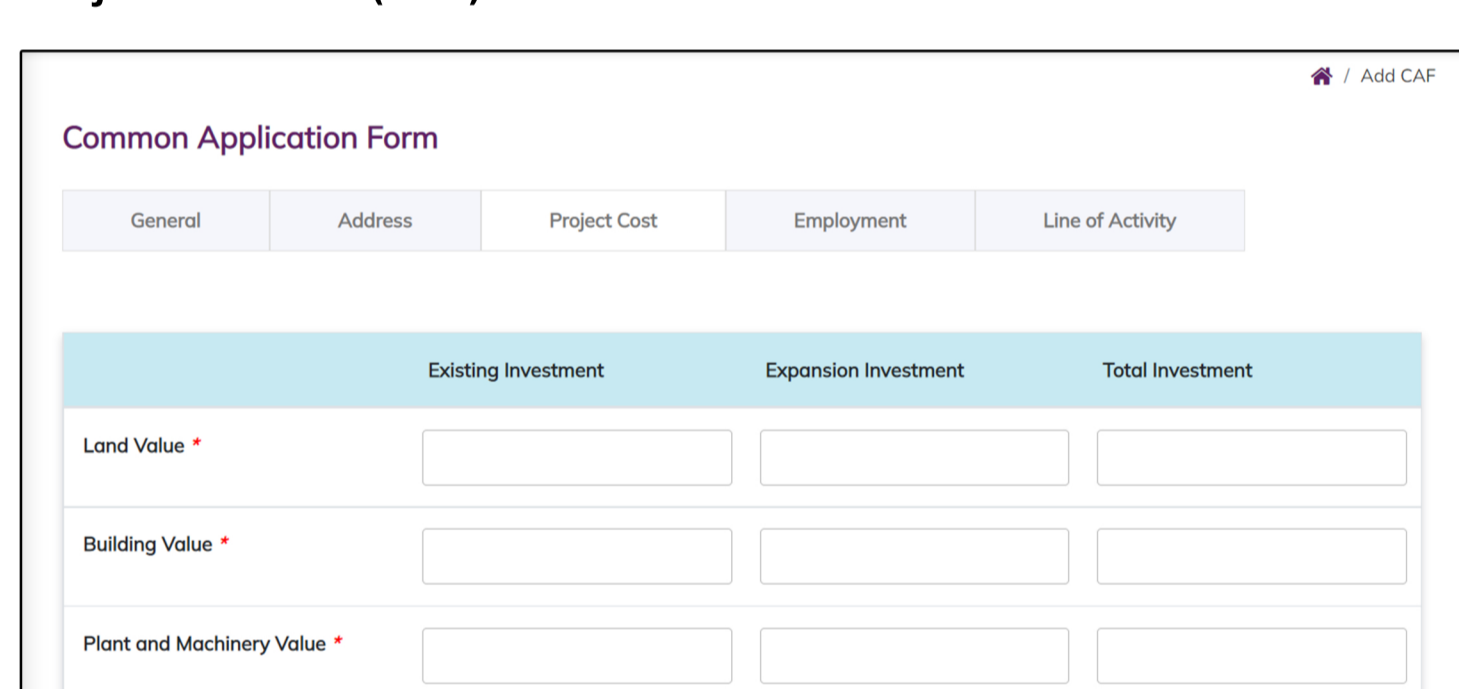 / Add CAF
Common Application Form
General Address Project Cost Employment Line of Activity
Existing Investment Expansion Investment Total Investment
Land Value *
Building Value *
Plant and Machinery Value *